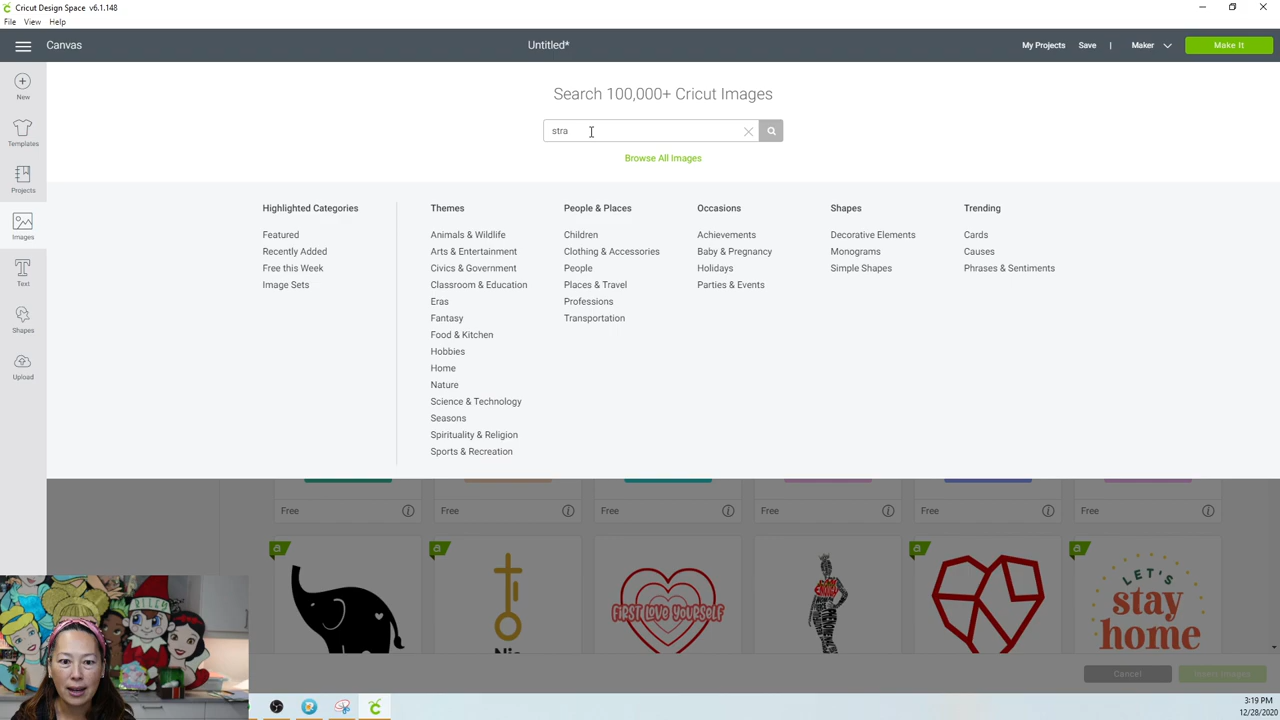 Cricut Design Space v6.1.148
File View Help
Canvas
Untitled*
My Projects Save | Maker Make It
New
Templates
Projects
Images
Text
Shapes
Upload
Search 100,000+ Cricut Images
stra
Browse All Images
Highlighted Categories
Featured
Recently Added
Free this Week
Image Sets
Themes
Animals & Wildlife
Arts & Entertainment
Civics & Government
Classroom & Education
Eras
Fantasy
Food & Kitchen
Hobbies
Home
Nature
Science & Technology
Seasons
Spirituality & Religion
Sports & Recreation
People & Places
Children
Clothing & Accessories
People
Places & Travel
Professions
Transportation
Occasions
Achievements
Baby & Pregnancy
Holidays
Parties & Events
Shapes
Decorative Elements
Monograms
Simple Shapes
Trending
Cards
Causes
Phrases & Sentiments
Free Free Free Free Free Free
a a a a
FIRST LOVE YOURSELF
LET'S
stay
home
Cancel Insert Images
3:19 PM
12/28/2020